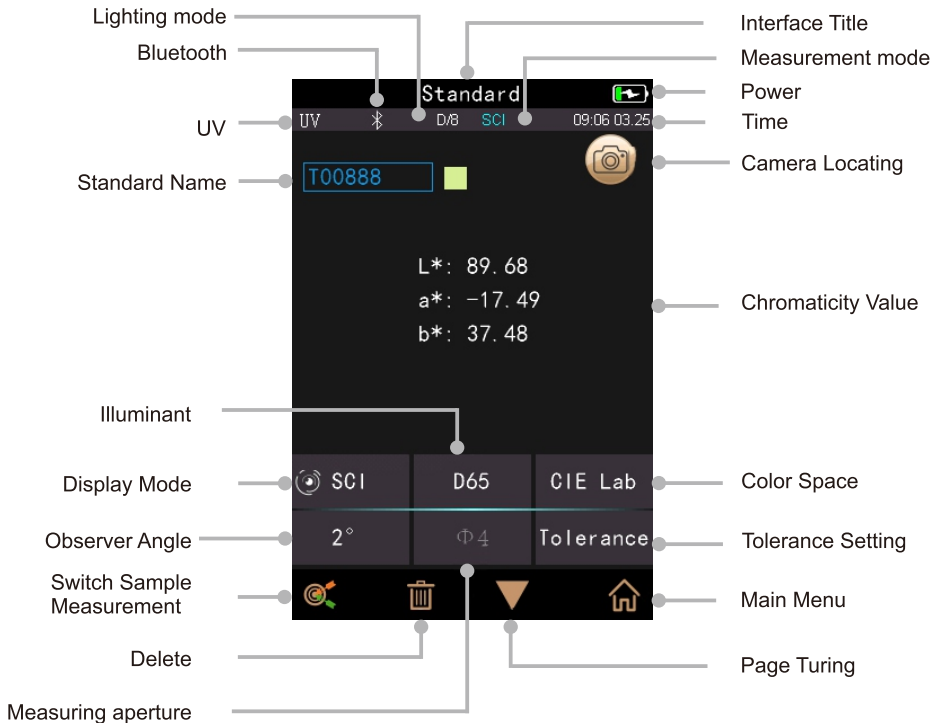 Lighting mode
Interface Title
Bluetooth
Measurement mode
Standard
Power
UV
UV D/8 SCI 09:06 03.25
Time
Camera Locating
Standard Name
T00888
L*: 89.68
a*: -17.49
b*: 37.48
Chromaticity Value
Illuminant
Display Mode
SCI D65 CIE Lab
Color Space
Observer Angle
2° Φ4 Tolerance
Tolerance Setting
Switch Sample
Measurement
Main Menu
Delete
Page Turing
Measuring aperture